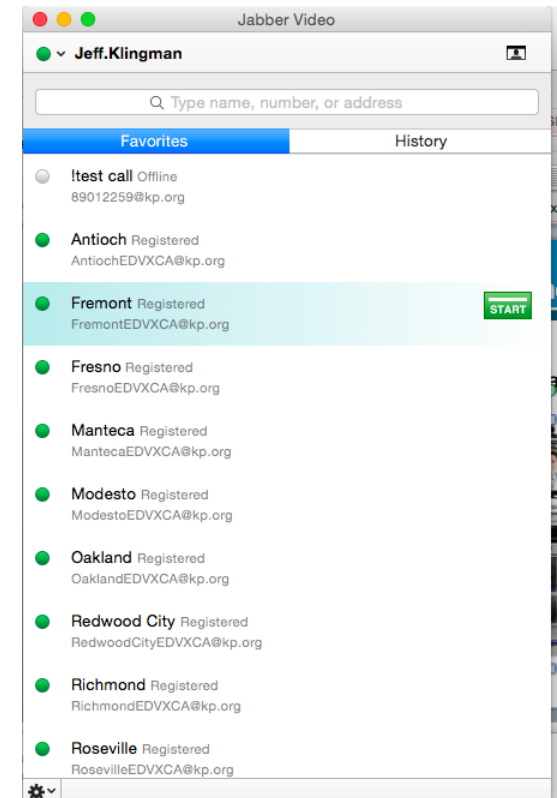 Jabber Video
Jeff.Klingman
Type name, number, or address
Favorites History
!test call Offline
89012259@kp.org
Antioch Registered
AntiochEDVXCA@kp.org
Fremont Registered
START
FremontEDVXCA@kp.org
Fresno Registered
FresnoEDVXCA@kp.org
Manteca Registered
MantecaEDVXCA@kp.org
Modesto Registered
ModestoEDVXCA@kp.org
Oakland Registered
OaklandEDVXCA@kp.org
Redwood City Registered
RedwoodCityEDVXCA@kp.org
Richmond Registered
RichmondEDVXCA@kp.org
Roseville Registered
RosevilleEDVXCA@kp.org